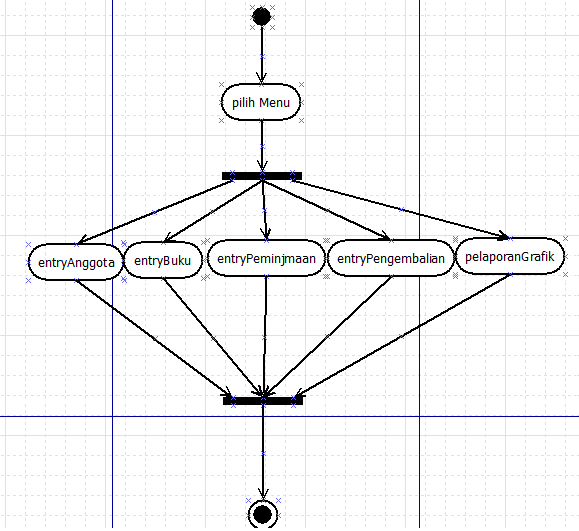 pilih Menu
entryAnggota
entryBuku
entryPeminjmaan
entryPengembalian
pelaporanGrafik